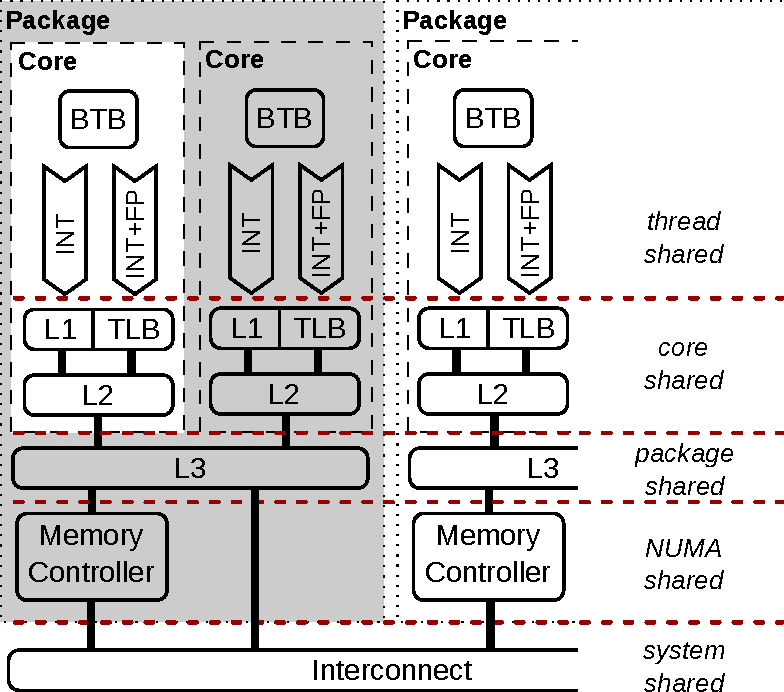 Package
Package
Core
Core
Core
BTB
BTB
BTB
INT
INT+FP
INT
INT+FP
INT
INT+FP
thread
shared
L1
TLB
L1
TLB
L1
TLB
core
shared
L2
L2
L2
L3
L3
package
shared
Memory
Controller
Memory
Controller
NUMA
shared
Interconnect
system
shared